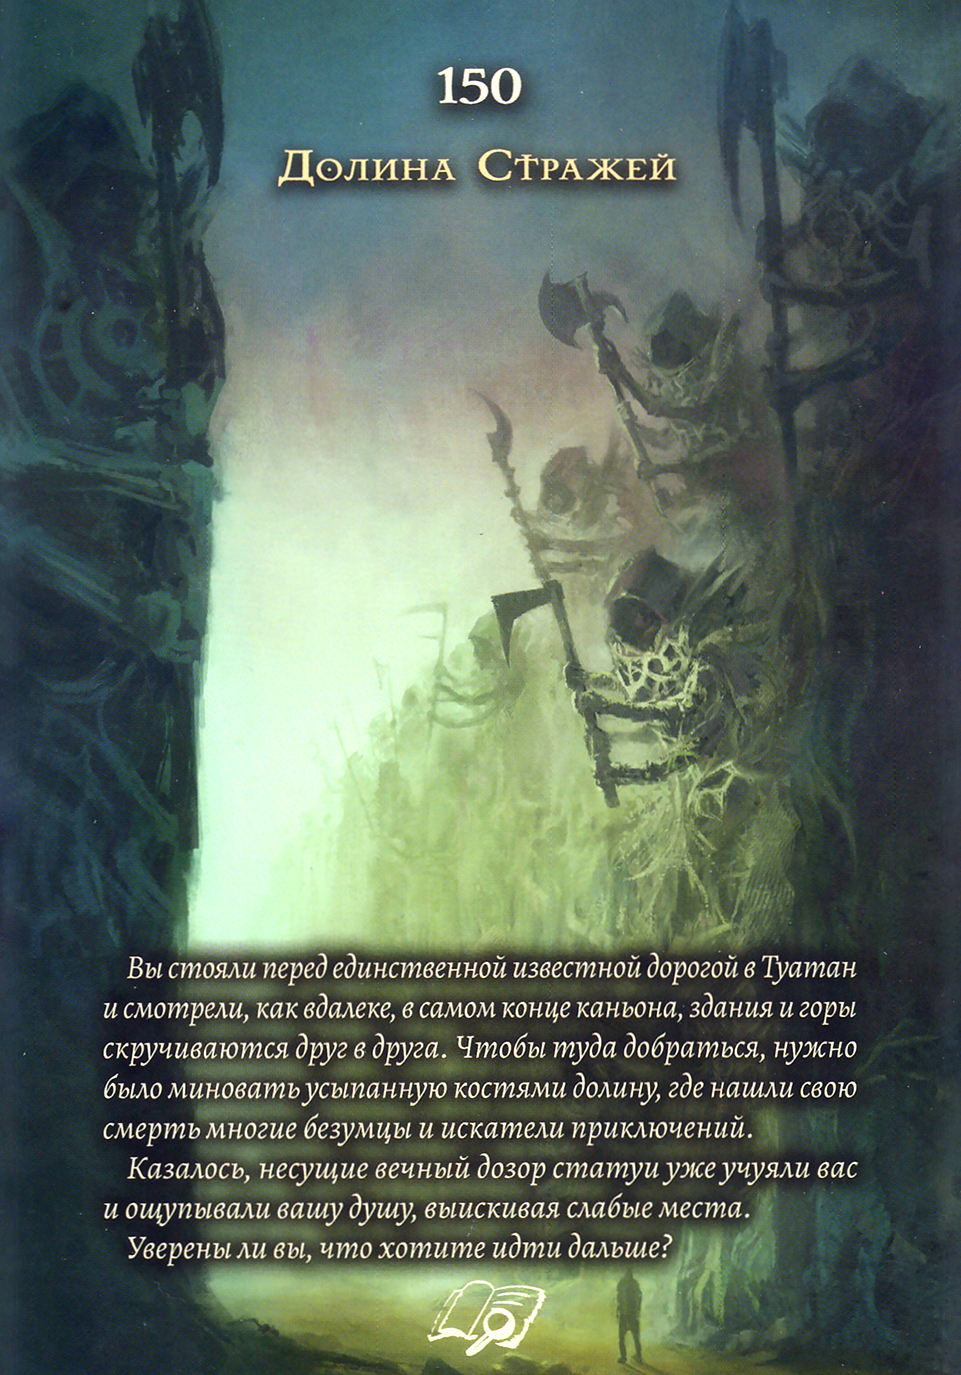 150
Долина Стражей
Вы стояли перед единственной известной дорогой в Туатан
и смотрели, как вдалеке, в самом конце каньона, здания и горы
скручиваются друг в друга. Чтобы туда добраться, нужно
было миновать усыпанную костями долину, где нашли свою
смерть многие безумцы и искатели приключений.
Казалось, несущие вечный дозор статуи уже учуяли вас
и ощупывали вашу душу, выискивая слабые места.
Уверены ли вы, что хотите идти дальше?